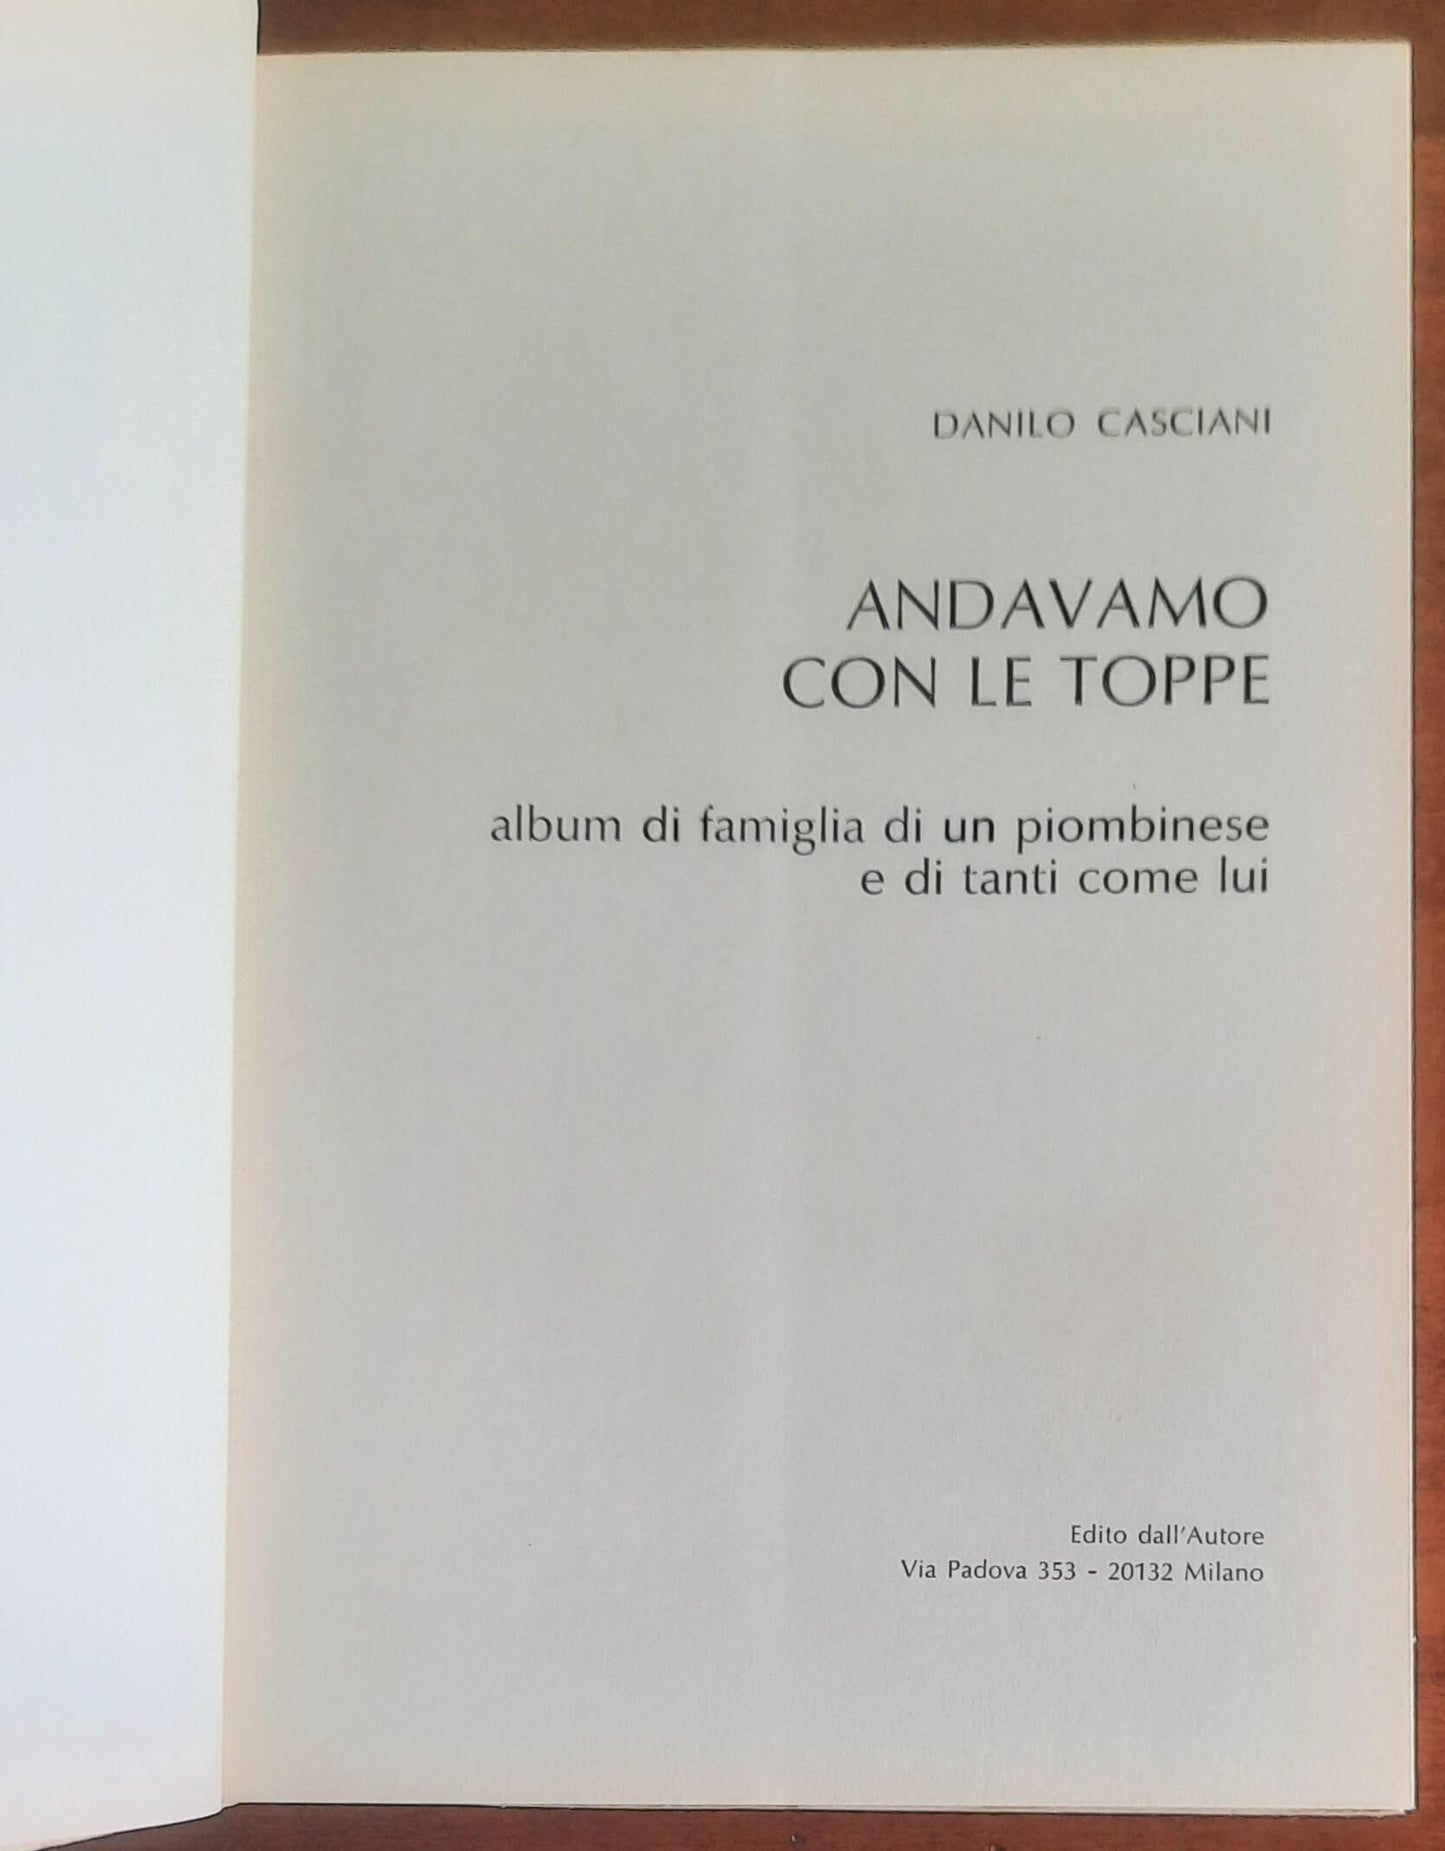 DANILO CASCIANI
ANDAVAMO
CON LE TOPPE
album di famiglia di un piombinese
e di tanti come lui
Edito dall'Autore
Via Padova 353 - 20132 Milano